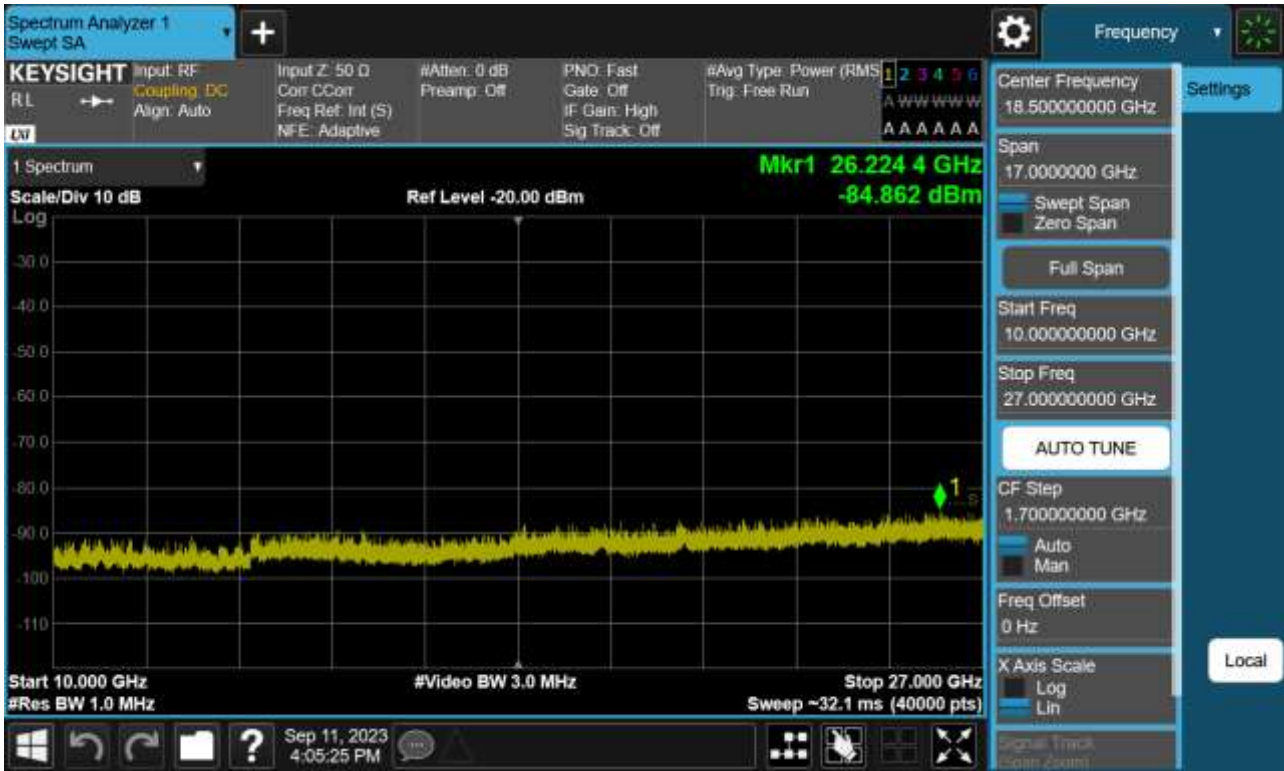 Spectrum Analyzer 1
Swept SA
+
Frequency
KEYSIGHT
RL
LXI
Input: RF
Coupling: DC
Align: Auto
Input Z: 50 Ω
Corr CCorr
Freq Ref: Int (S)
NFE: Adaptive
#Atten: 0 dB
Preamp: Off
PNO: Fast
Gate: Off
IF Gain: High
Sig Track: Off
#Avg Type: Power (RMS
Trig: Free Run
1 2 3 4 5 6
A W W W W W
A A A A A A
1 Spectrum
Scale/Div 10 dB
Ref Level -20.00 dBm
Mkr1 26.224 4 GHz
-84.862 dBm
Log
-30.0
-40.0
-50.0
-60.0
-70.0
-80.0
-90.0
-100
-110
1
S
Start 10.000 GHz
#Video BW 3.0 MHz
Stop 27.000 GHz
#Res BW 1.0 MHz
Sweep ~32.1 ms (40000 pts)
?
Sep 11, 2023
4:05:25 PM
Center Frequency
18.500000000 GHz
Settings
Span
17.0000000 GHz
Swept Span
Zero Span
Full Span
Start Freq
10.000000000 GHz
Stop Freq
27.000000000 GHz
AUTO TUNE
CF Step
1.700000000 GHz
Auto
Man
Freq Offset
0 Hz
X Axis Scale
Log
Lin
Local
Signal Track
(Span Zoom)